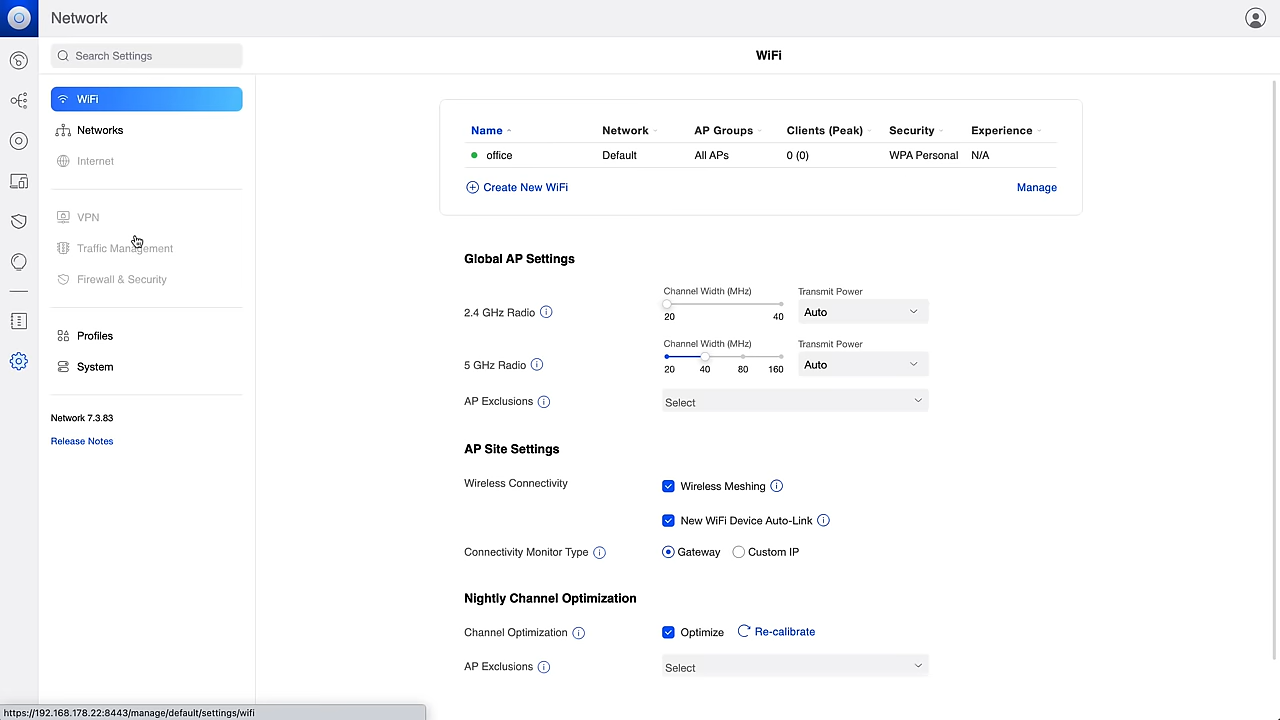 Network
Search Settings
WiFi
WiFi
Networks
Internet
VPN
Traffic Management
Firewall & Security
Profiles
System
Network 7.3.83
Release Notes
Name Network AP Groups Clients (Peak) Security Experience
office Default All APs 0 (0) WPA Personal N/A
Create New WiFi Manage
Global AP Settings
Channel Width (MHz) Transmit Power
2.4 GHz Radio Auto
20 40
Channel Width (MHz) Transmit Power
5 GHz Radio Auto
20 40 80 160
AP Exclusions Select
AP Site Settings
Wireless Connectivity Wireless Meshing
New WiFi Device Auto-Link
Connectivity Monitor Type Gateway Custom IP
Nightly Channel Optimization
Channel Optimization Optimize Re-calibrate
AP Exclusions Select
https://192.168.178.22:8443/manage/default/settings/wifi